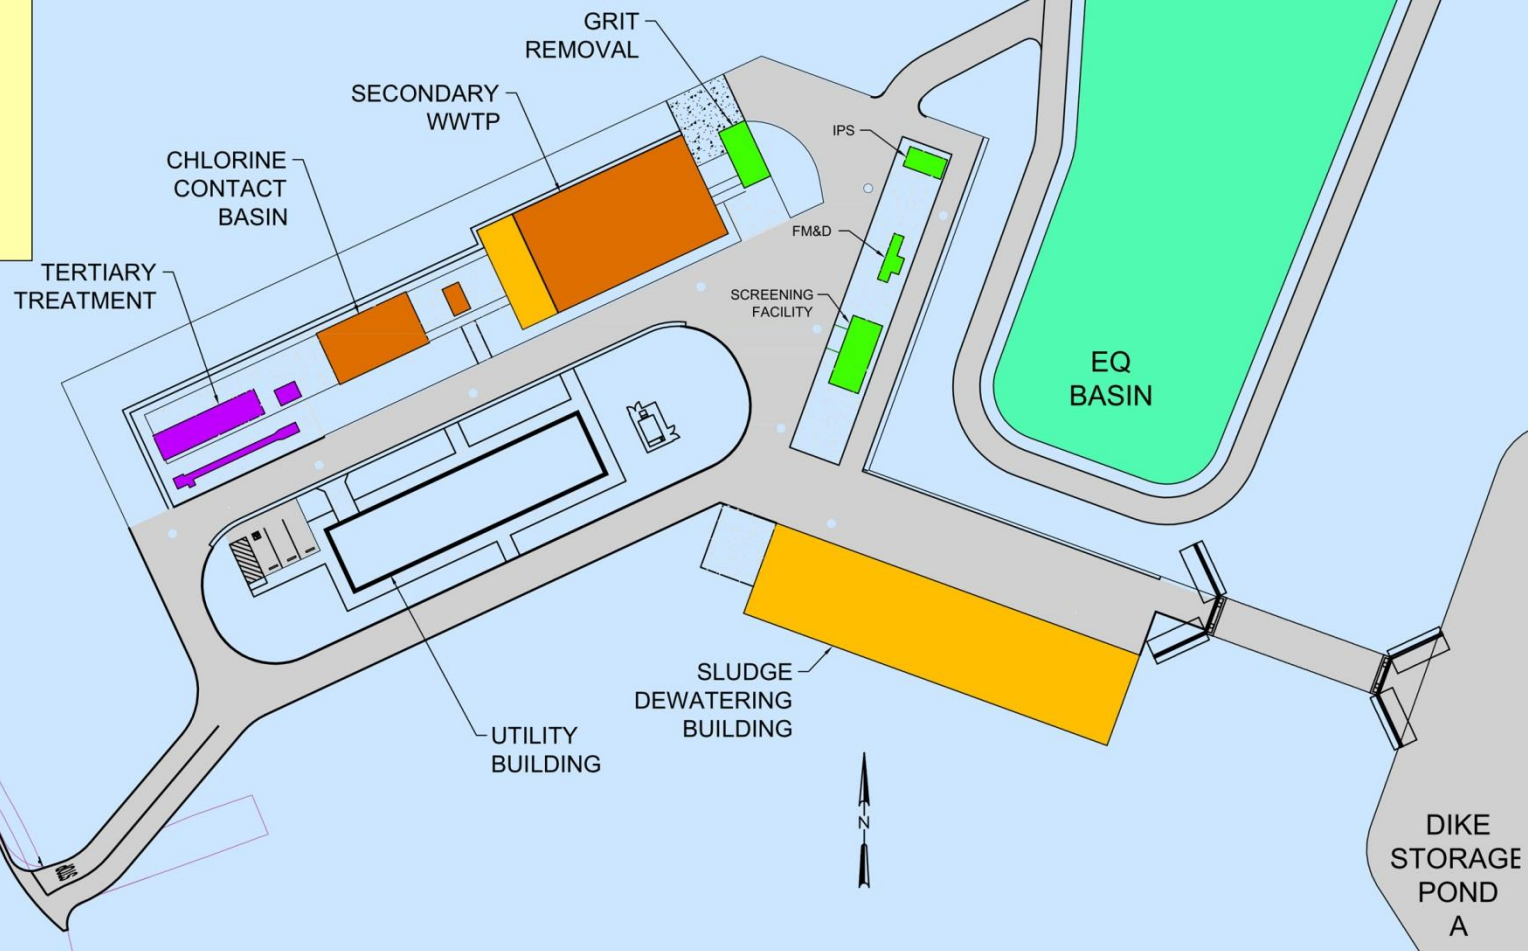 GRIT
REMOVAL
SECONDARY
WWTP
CHLORINE
CONTACT
BASIN
TERTIARY
TREATMENT
IPS
FM&D
SCREENING
FACILITY
EQ
BASIN
SLUDGE
DEWATERING
BUILDING
UTILITY
BUILDING
N
DIKE
STORAGE
POND
A